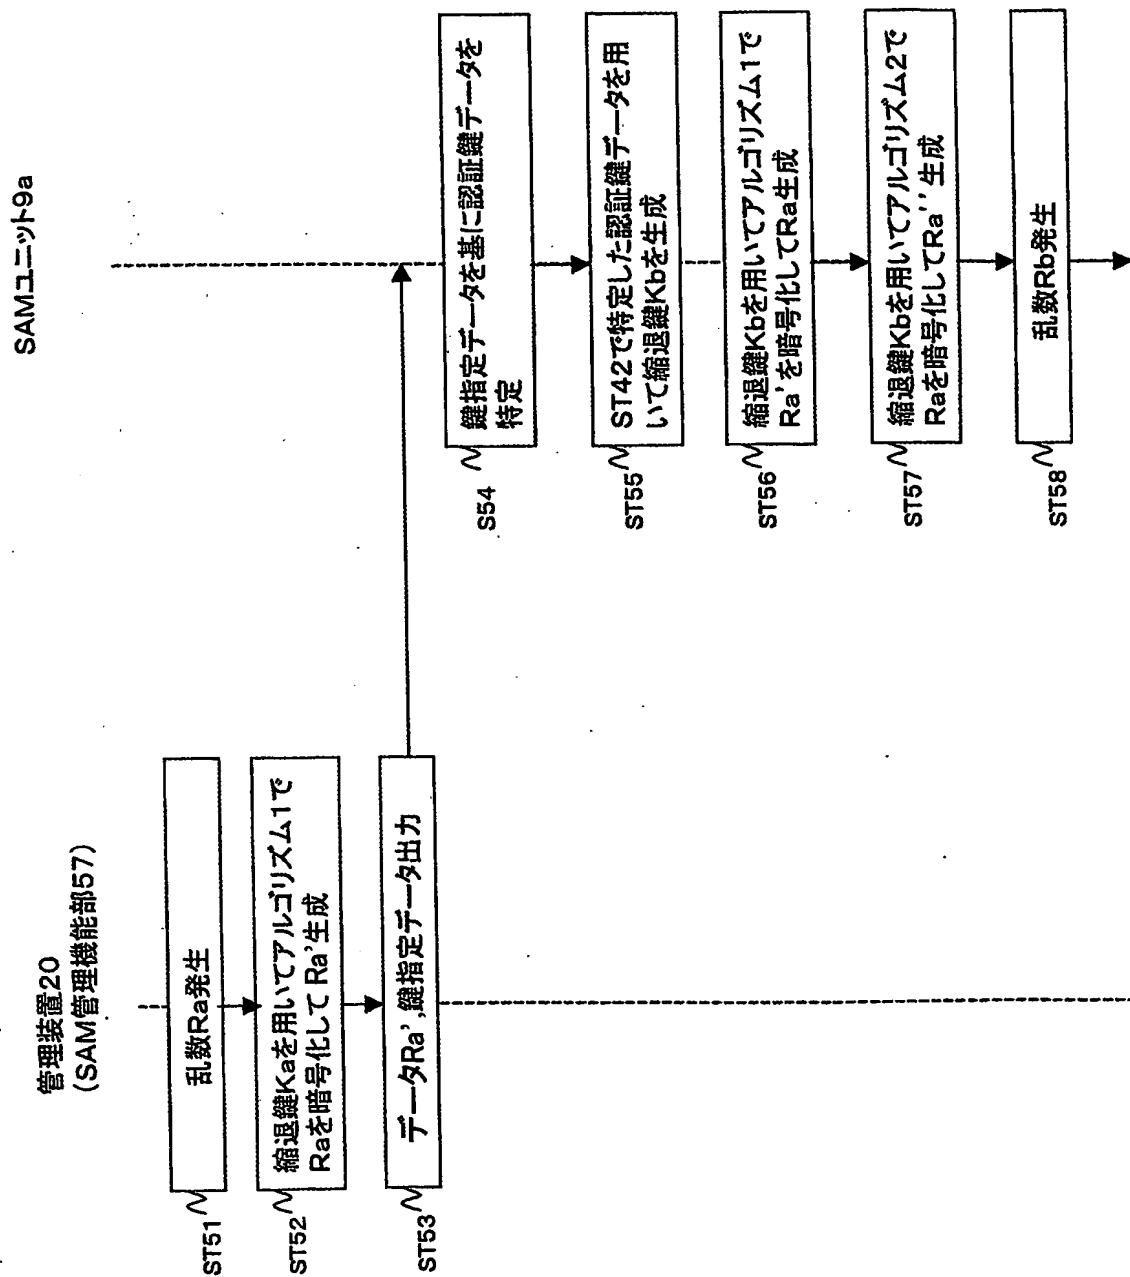 管理装置20
(SAM管理機能部57)
SAMユニット9a
ST51
乱数Ra発生
ST52
縮退鍵Kaを用いてアルゴリズム1で
Raを暗号化して Ra'生成
ST53
データRa',鍵指定データ出力
S54
鍵指定データを基に認証鍵データを
特定
ST55
ST42で特定した認証鍵データを用
いて縮退鍵Kbを生成
ST56
縮退鍵Kbを用いてアルゴリズム1で
Ra'を暗号化してRa生成
ST57
縮退鍵Kbを用いてアルゴリズム2で
Raを暗号化してRa''生成
ST58
乱数Rb発生